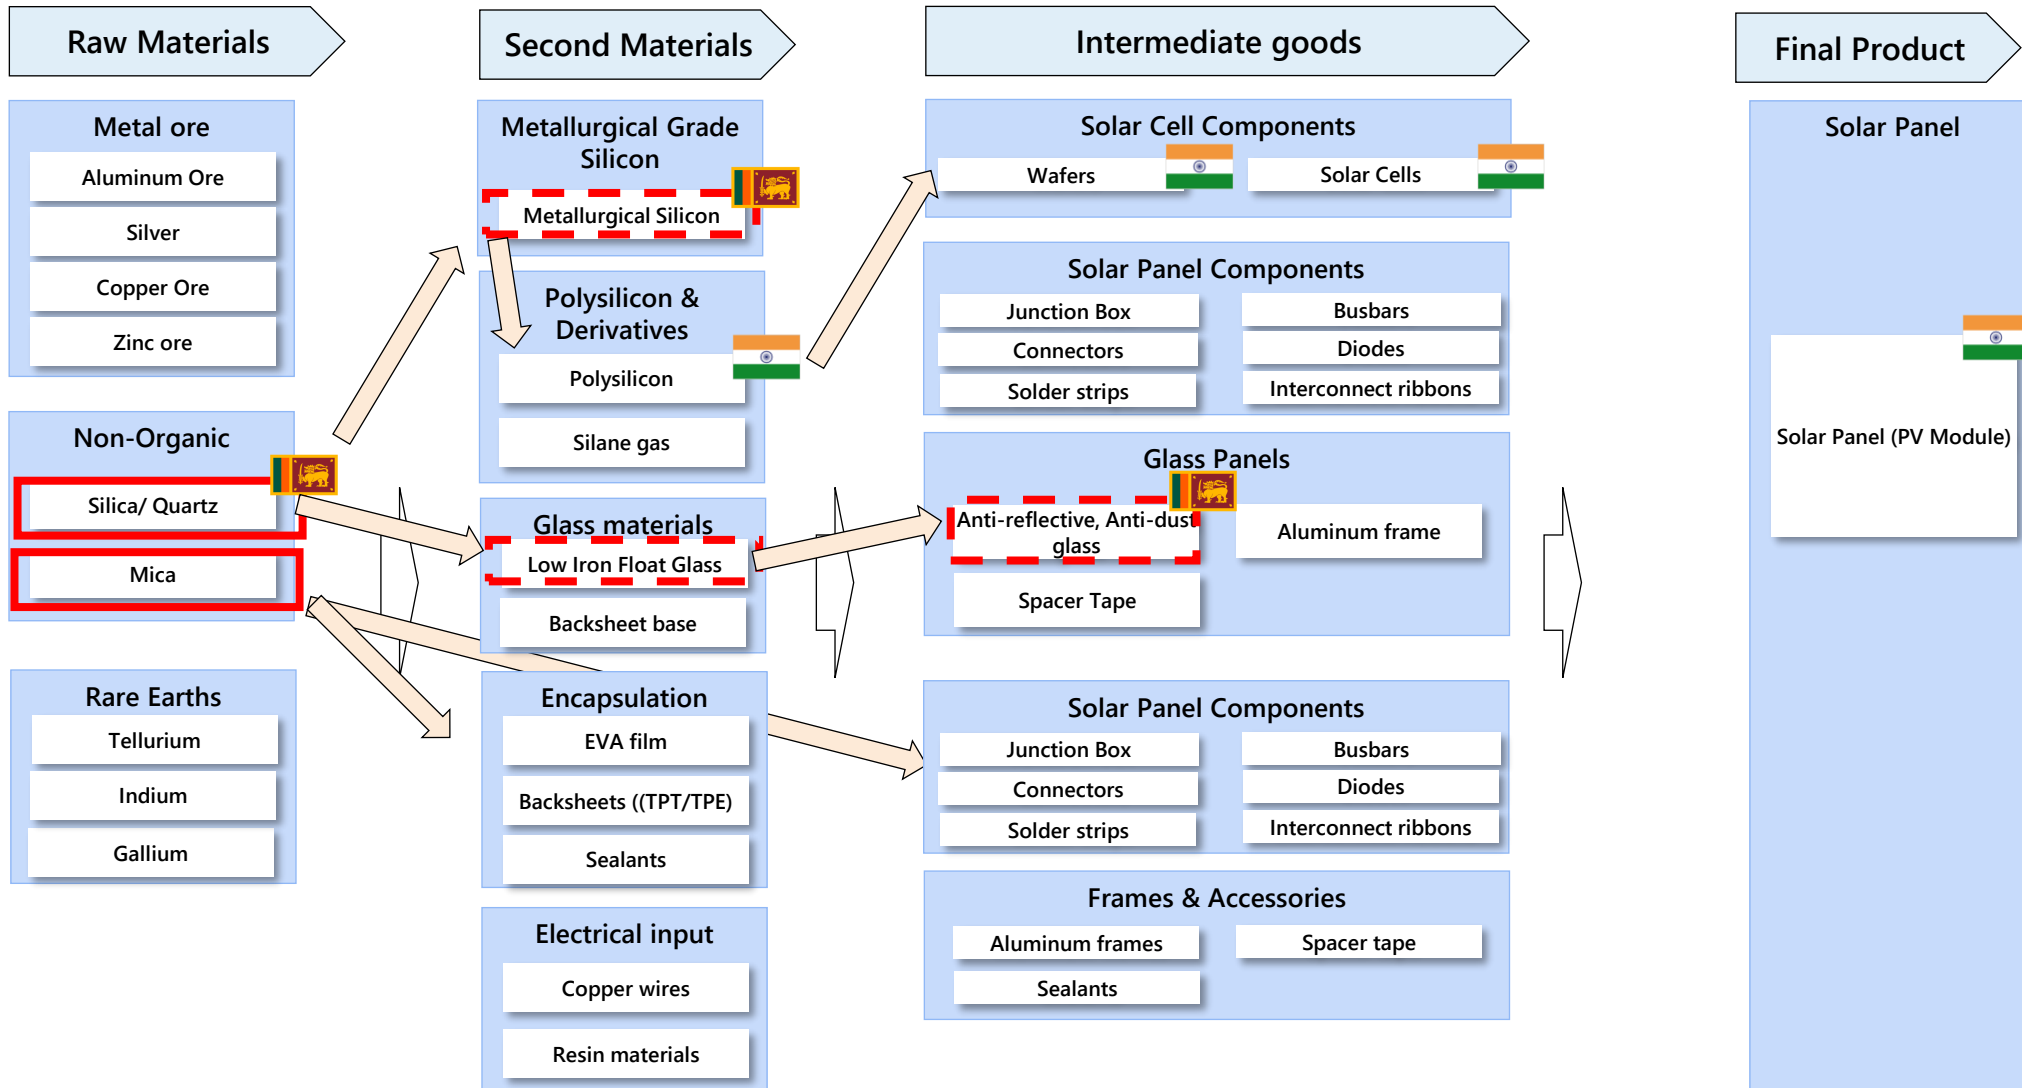 Raw Materials
Second Materials
Intermediate goods
Final Product
Metal ore
Aluminum Ore
Silver
Copper Ore
Zinc ore
Non-Organic
Silica/ Quartz
Mica
Rare Earths
Tellurium
Indium
Gallium
Metallurgical Grade
Silicon
Metallurgical Silicon
Polysilicon &
Derivatives
Polysilicon
Silane gas
Glass materials
Low Iron Float Glass
Backsheet base
Encapsulation
EVA film
Backsheets ((TPT/TPE)
Sealants
Electrical input
Copper wires
Resin materials
Solar Cell Components
Wafers
Solar Cells
Solar Panel Components
Junction Box
Busbars
Connectors
Diodes
Solder strips
Interconnect ribbons
Glass Panels
Anti-reflective, Anti-dust
glass
Aluminum frame
Spacer Tape
Solar Panel Components
Junction Box
Busbars
Connectors
Diodes
Solder strips
Interconnect ribbons
Frames & Accessories
Aluminum frames
Spacer tape
Sealants
Solar Panel
Solar Panel (PV Module)